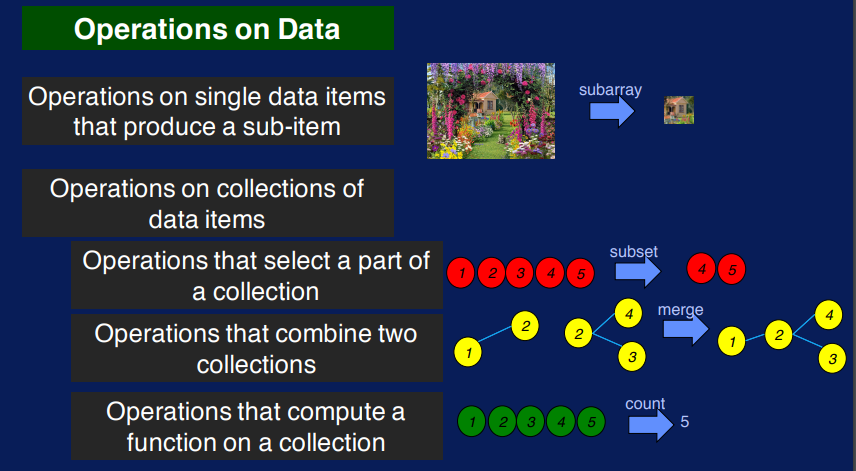 Operations on Data
Operations on single data items
that produce a sub-item
subarray
Operations on collections of
data items
Operations that select a part of
a collection
1 2 3 4 5
subset
4 5
Operations that combine two
collections
1 2
2 4 3
merge
1 2 4 3
Operations that compute a
function on a collection
1 2 3 4 5
count
5